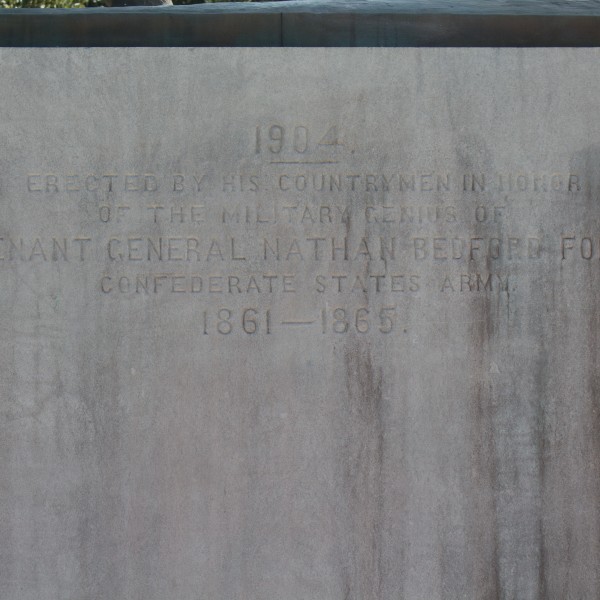 1904.
ERECTED BY HIS COUNTRYMEN IN HONOR
OF THE MILITARY GENIUS OF
ENANT GENERAL NATHAN BEDFORD FO
CONFEDERATE STATES ARMY.
1861—1865.